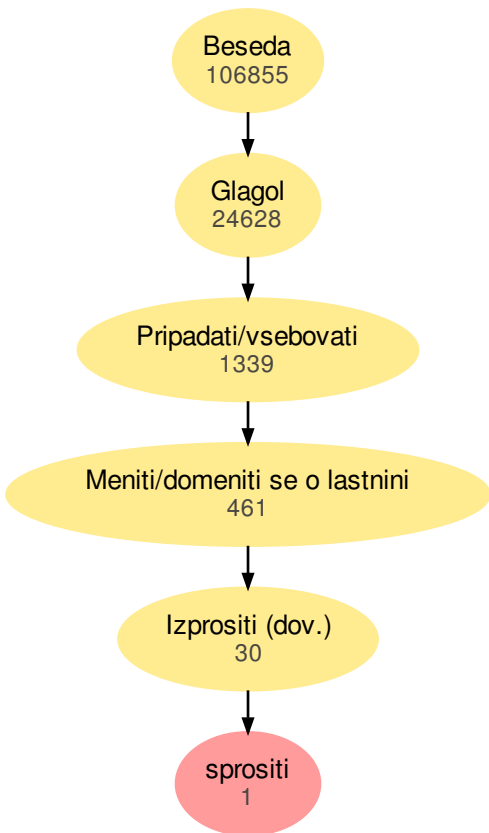 Beseda
106855
Glagol
24628
Pripadati/vsebovati
1339
Meniti/domeniti se o lastnini
461
Izprositi (dov.)
30
sprositi
1